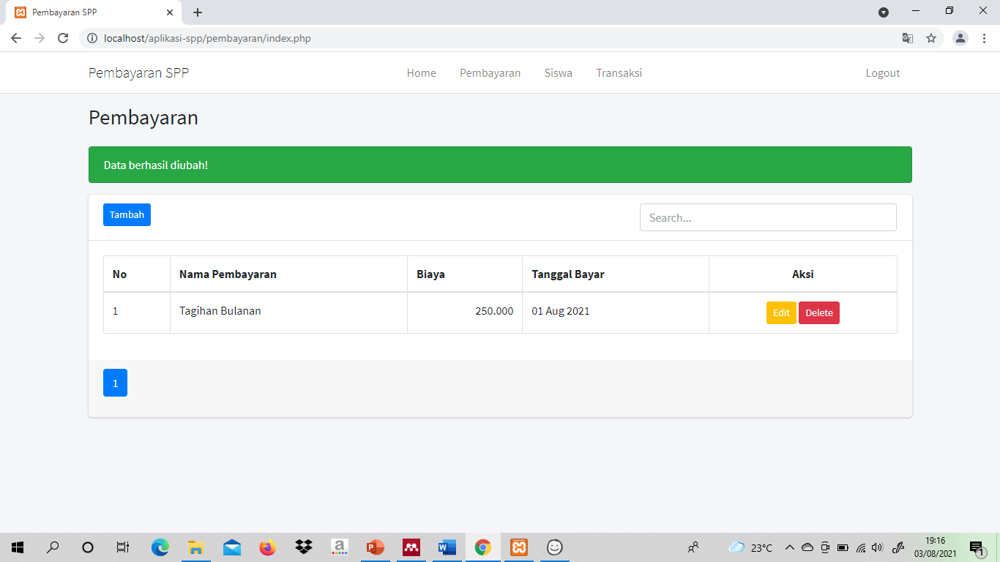 Pembayaran SPP
localhost/aplikasi-spp/pembayaran/index.php
Pembayaran SPP Home Pembayaran Siswa Transaksi Logout
Pembayaran
Data berhasil diubah!
Tambah Search...
No Nama Pembayaran Biaya Tanggal Bayar Aksi
1 Tagihan Bulanan 250.000 01 Aug 2021 Edit Delete
1
23°C 19:16
03/08/2021 1